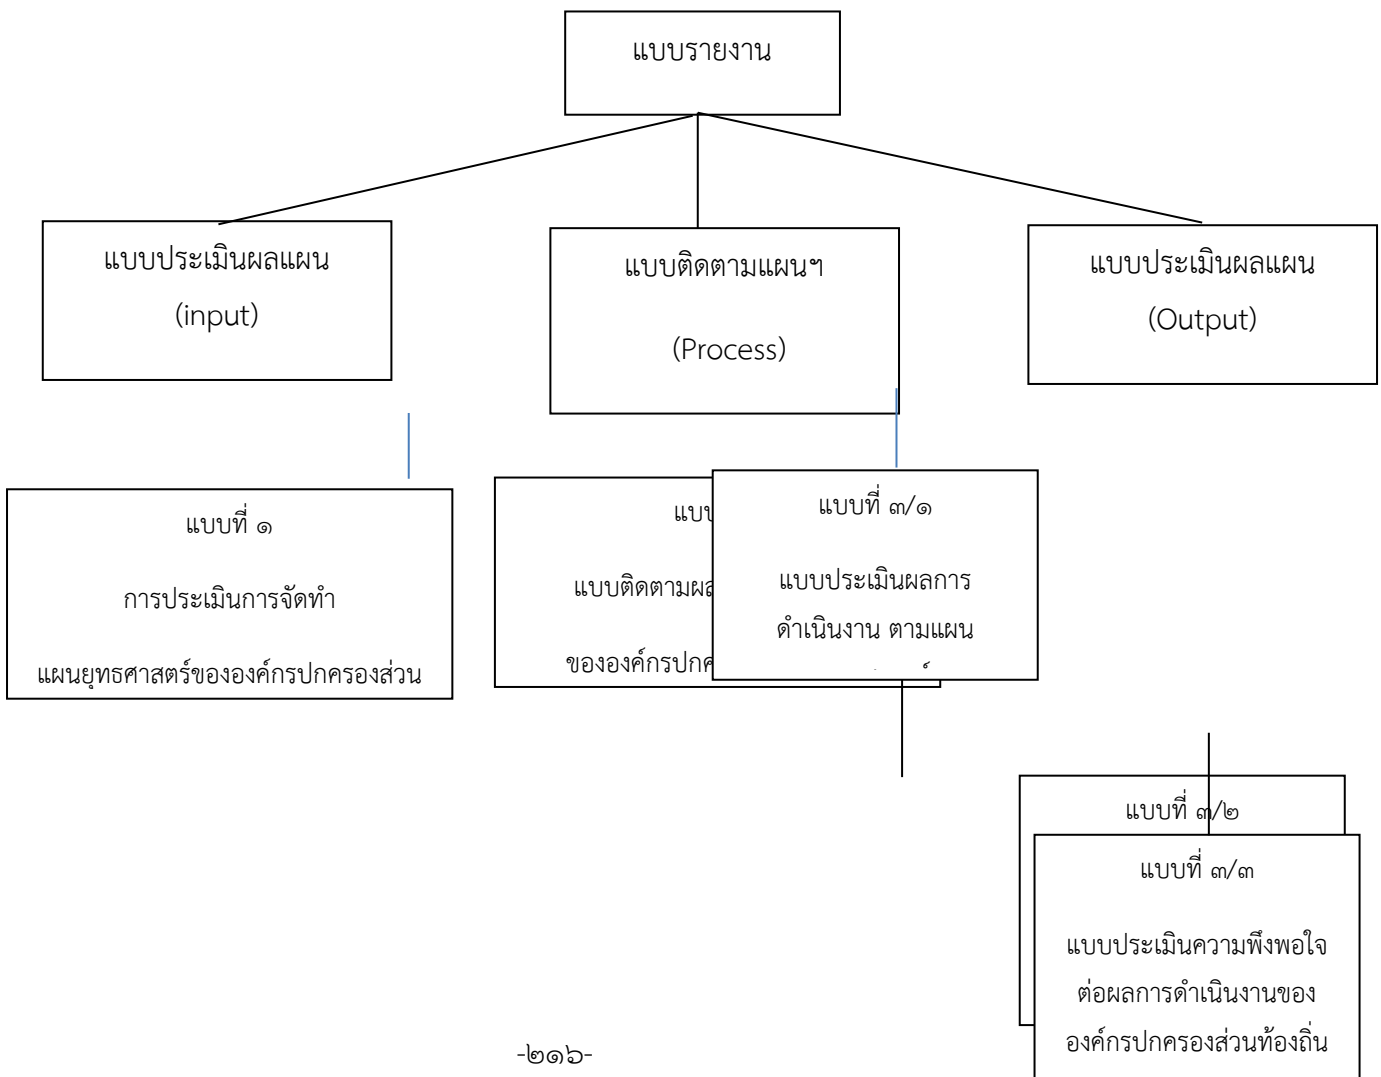 แบบรายงาน
แบบประเมินผลแผน
(input)
แบบติดตามแผนฯ
(Process)
แบบประเมินผลแผน
(Output)
แบบที่ ๑
การประเมินการจัดทำ
แผนยุทธศาสตร์ขององค์กรปกครองส่วน
แบบติดตามผล
ขององค์กรปก
แบบที่ ๓/๑
แบบประเมินผลการ
ดำเนินงาน ตามแผน
แบบที่ ๓/๒
แบบที่ ๓/๓
แบบประเมินความพึงพอใจ
ต่อผลการดำเนินงานของ
องค์กรปกครองส่วนท้องถิ่น
-๒๑๖-